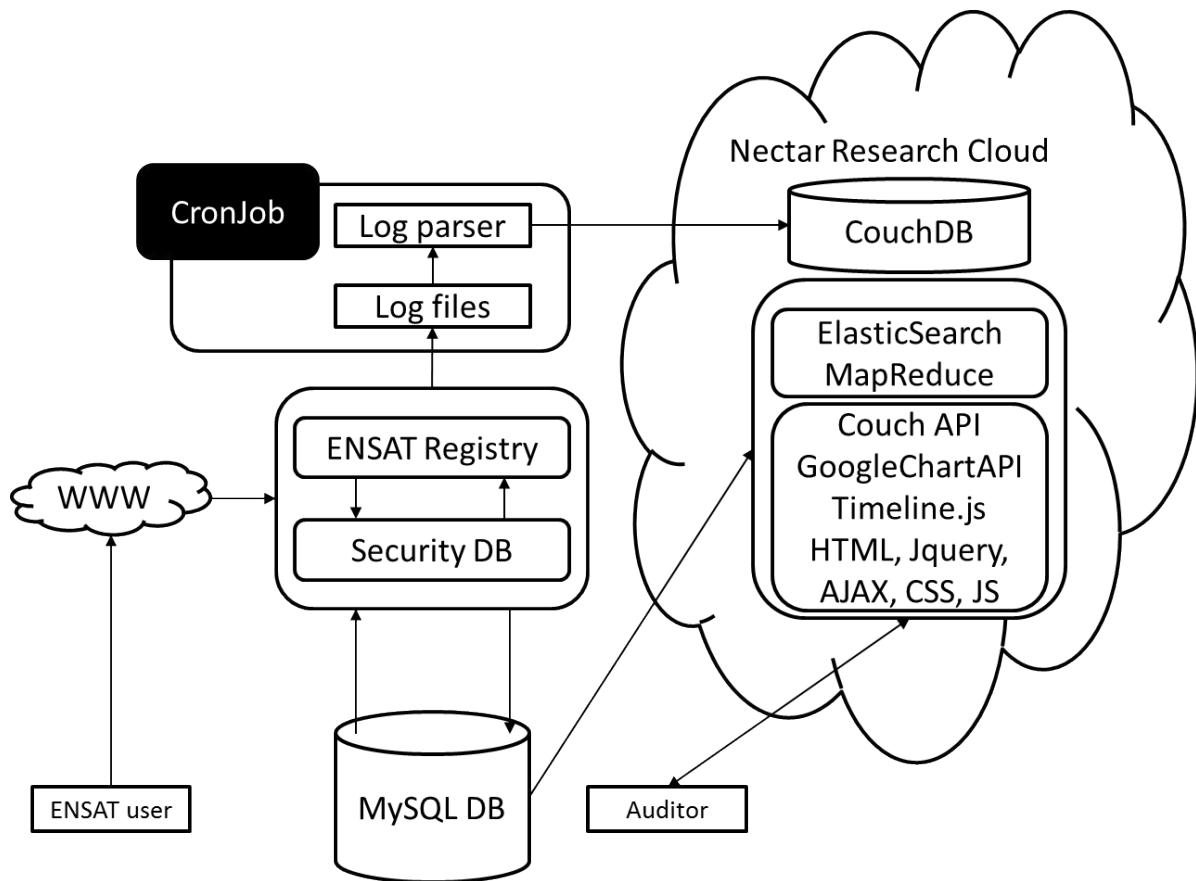 Nectar Research Cloud
CronJob
Log parser
CouchDB
Log files
ElasticSearch
MapReduce
ENSAT Registry
Couch API
GoogleChartAPI
WWW
Timeline.js
Security DB
HTML, Jquery,
AJAX, CSS, JS
ENSAT user
MySQL DB
Auditor